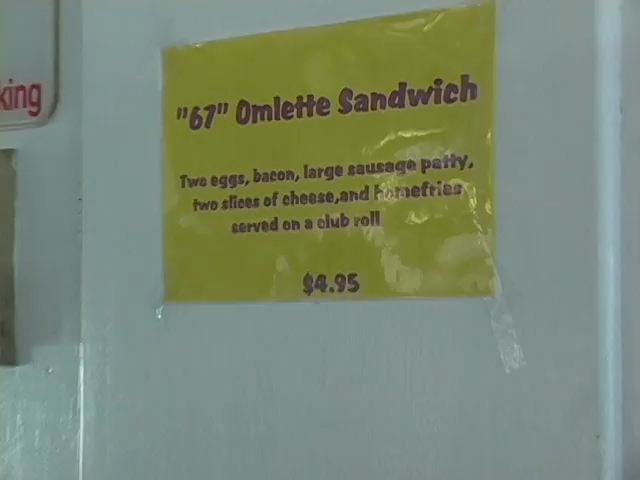 king
"67" Omlette Sandwich
Two eggs, bacon, large sausage patty,
two slices of cheese,and homefries
served on a club roll
$4.95